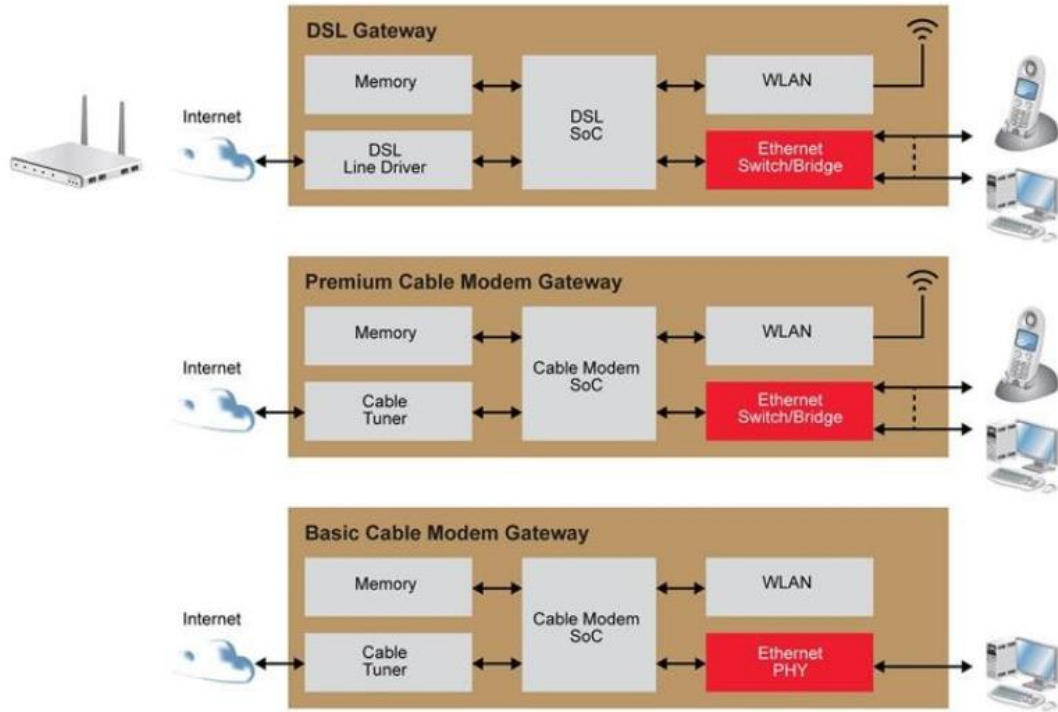 DSL Gateway
Memory
DSL
SoC
WLAN
Internet
DSL
Line Driver
Ethernet
Switch/Bridge
Premium Cable Modem Gateway
Memory
Cable Modem
SoC
WLAN
Internet
Cable
Tuner
Ethernet
Switch/Bridge
Basic Cable Modem Gateway
Memory
Cable Modem
SoC
WLAN
Internet
Cable
Tuner
Ethernet
PHY